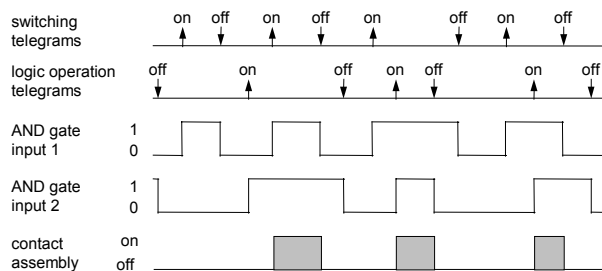 switching telegrams on off on off on off on off
logic operation telegrams off on off on off on off
AND gate input 1 1 0
AND gate input 2 1 0
contact assembly on off